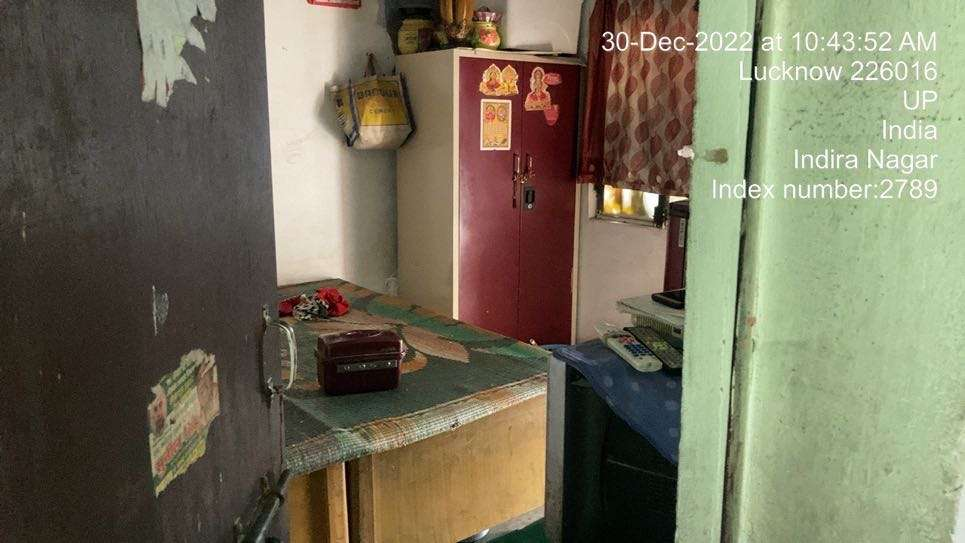 30-Dec-2022 at 10:43:52 AM
Lucknow 226016
UP
India
Indira Nagar
Index number:2789